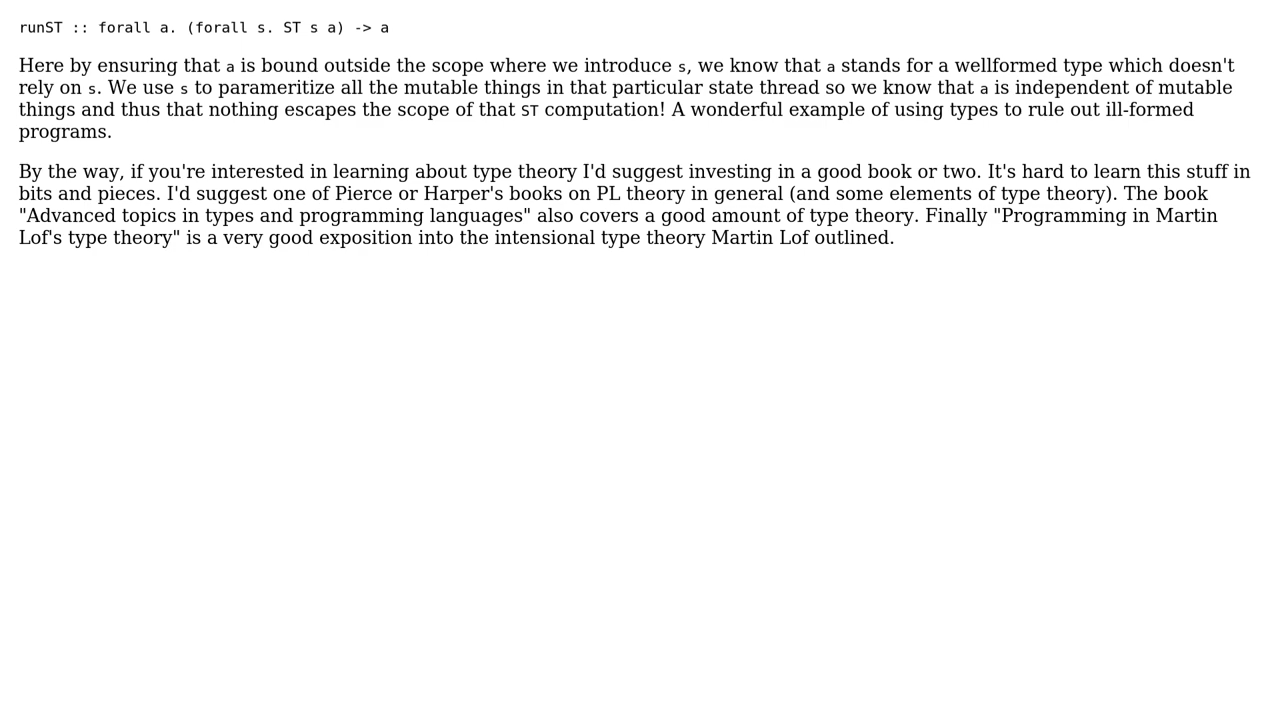 runST :: forall a. (forall s. ST s a) -> a
Here by ensuring that a is bound outside the scope where we introduce s, we know that a stands for a wellformed type which doesn't
rely on s. We use s to parameritize all the mutable things in that particular state thread so we know that a is independent of mutable
things and thus that nothing escapes the scope of that ST computation! A wonderful example of using types to rule out ill-formed
programs.
By the way, if you're interested in learning about type theory I'd suggest investing in a good book or two. It's hard to learn this stuff in
bits and pieces. I'd suggest one of Pierce or Harper's books on PL theory in general (and some elements of type theory). The book
"Advanced topics in types and programming languages" also covers a good amount of type theory. Finally "Programming in Martin
Lof's type theory" is a very good exposition into the intensional type theory Martin Lof outlined.